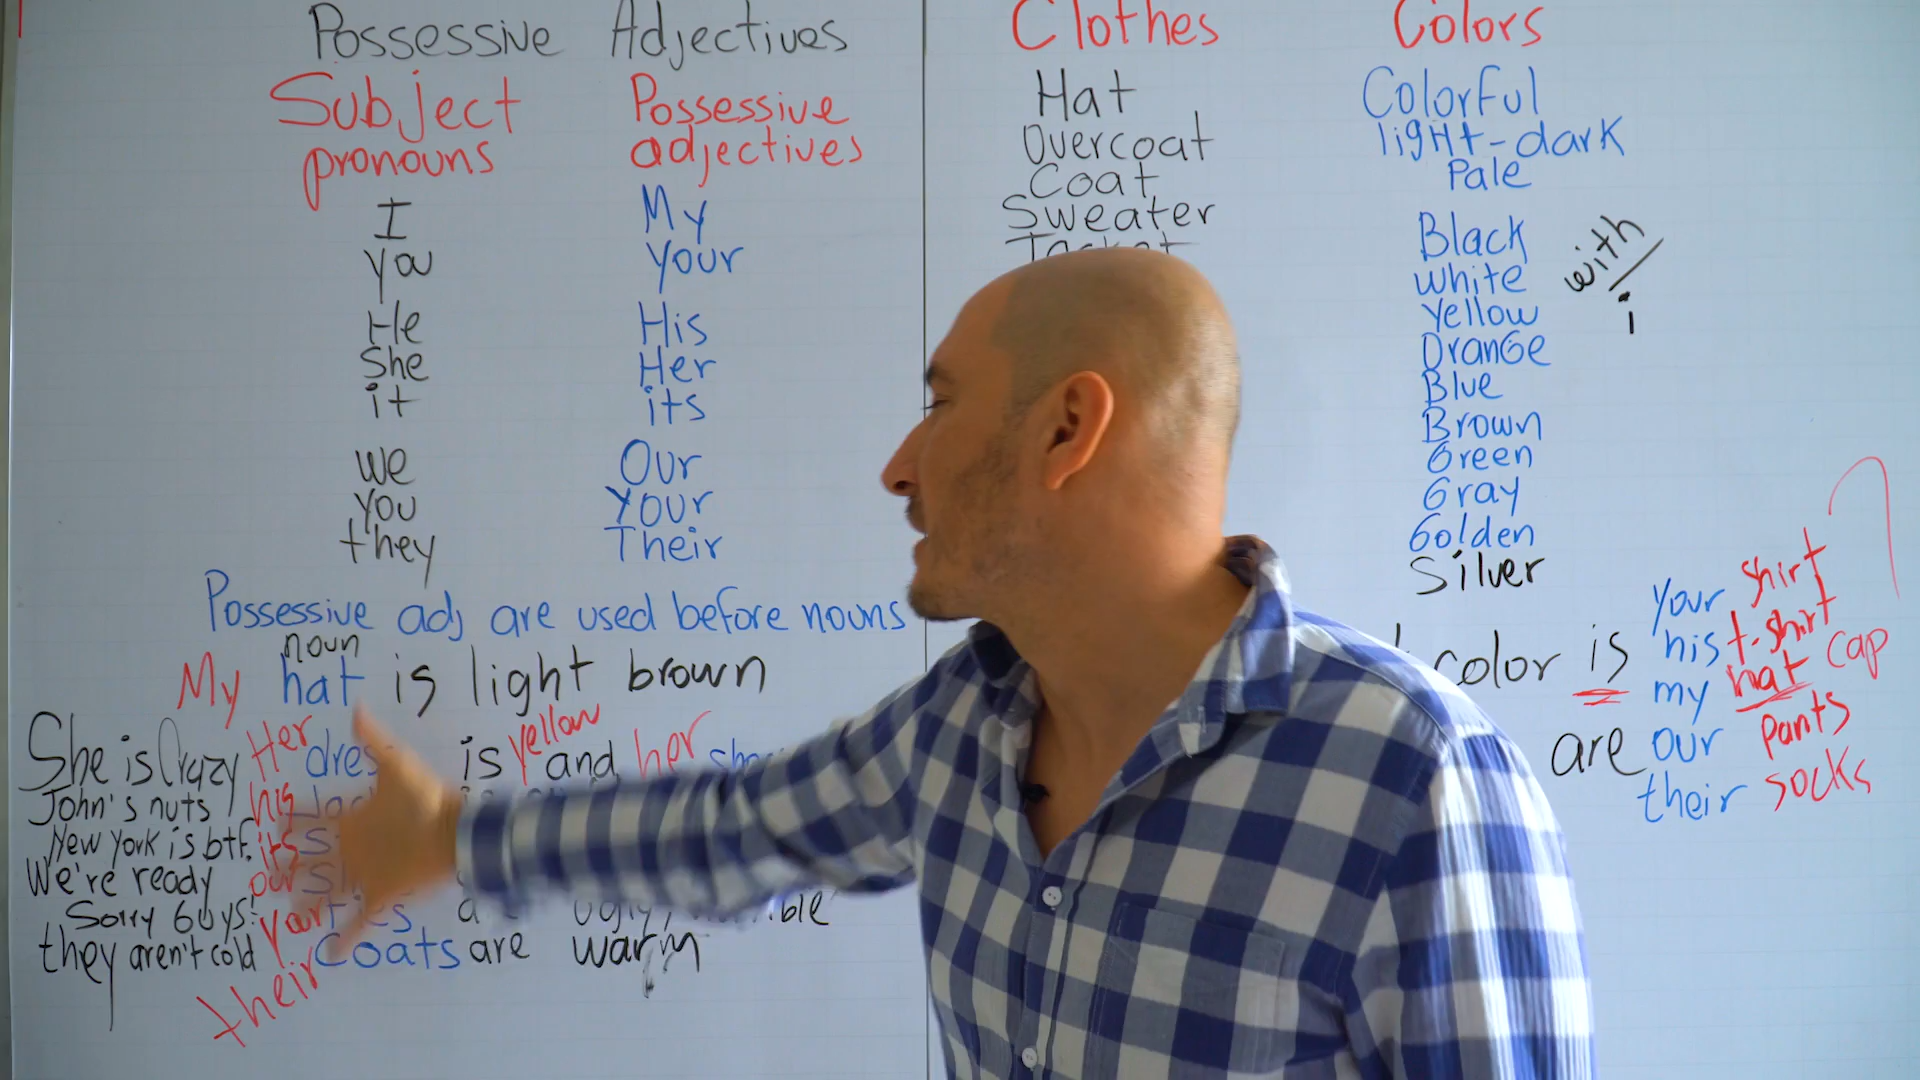 Possessive Adjectives
Subject pronouns
Possessive adjectives
I My
you your
He His
She Her
it its
we Our
you your
they Their
Possessive adj are used before nouns
noun
My hat is light brown
She is Crazy Her is yellow and her
John's nuts his
New York is btf. its
We're ready our
Sorry Guys! Your ties
they aren't cold their Coats are warm
Clothes
Hat
Overcoat
Coat
Sweater
Colors
Colorful
light-dark
Pale
Black
White
Yellow
OranGe
Blue
Brown
Green
Gray
Golden
Silver
with
i
color is
are
your shirt
his t-shirt
my hat cap
our pants
their socks